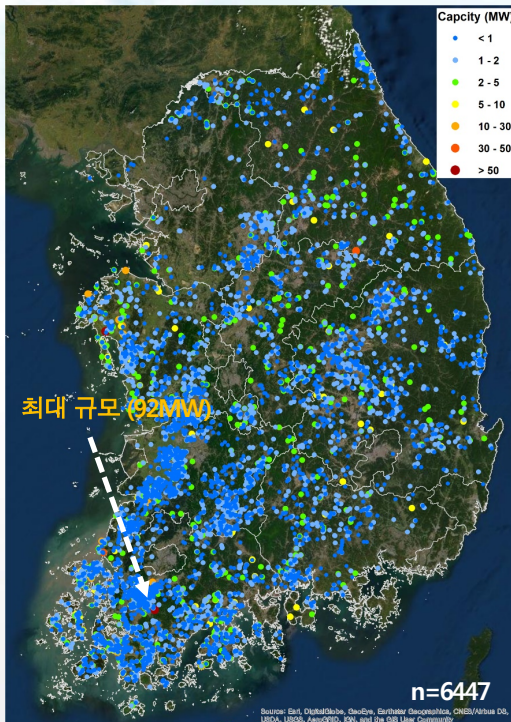 Capcity (MW)
< 1
1 - 2
2 - 5
5 - 10
10 - 30
30 - 50
> 50
최대 규모 (92MW)
n=6447
Source: Esri, DigitalGlobe, GeoEye, Earthstar Geographics, CNES/Airbus DS,
USDA, USGS, AeroGRID, IGN, and the GIS User Community